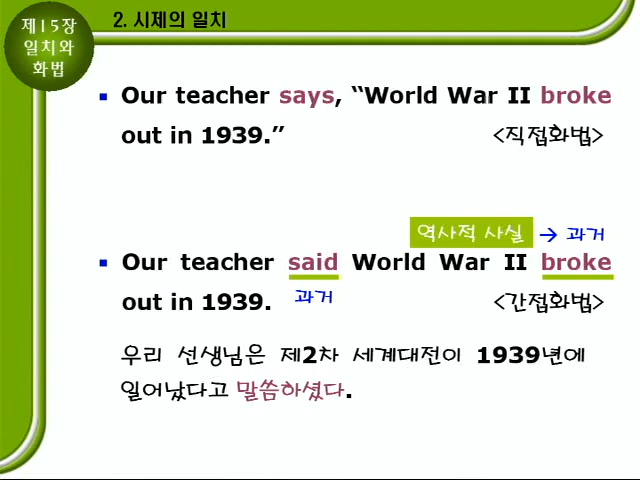 제15장
일치와
화법
2. 시제의 일치
▪ Our teacher says, “World War II broke
out in 1939.” <직접화법>
역사적 사실 → 과거
▪ Our teacher said World War II broke
out in 1939. 과거 <간접화법>
우리 선생님은 제2차 세계대전이 1939년에
일어났다고 말씀하셨다.